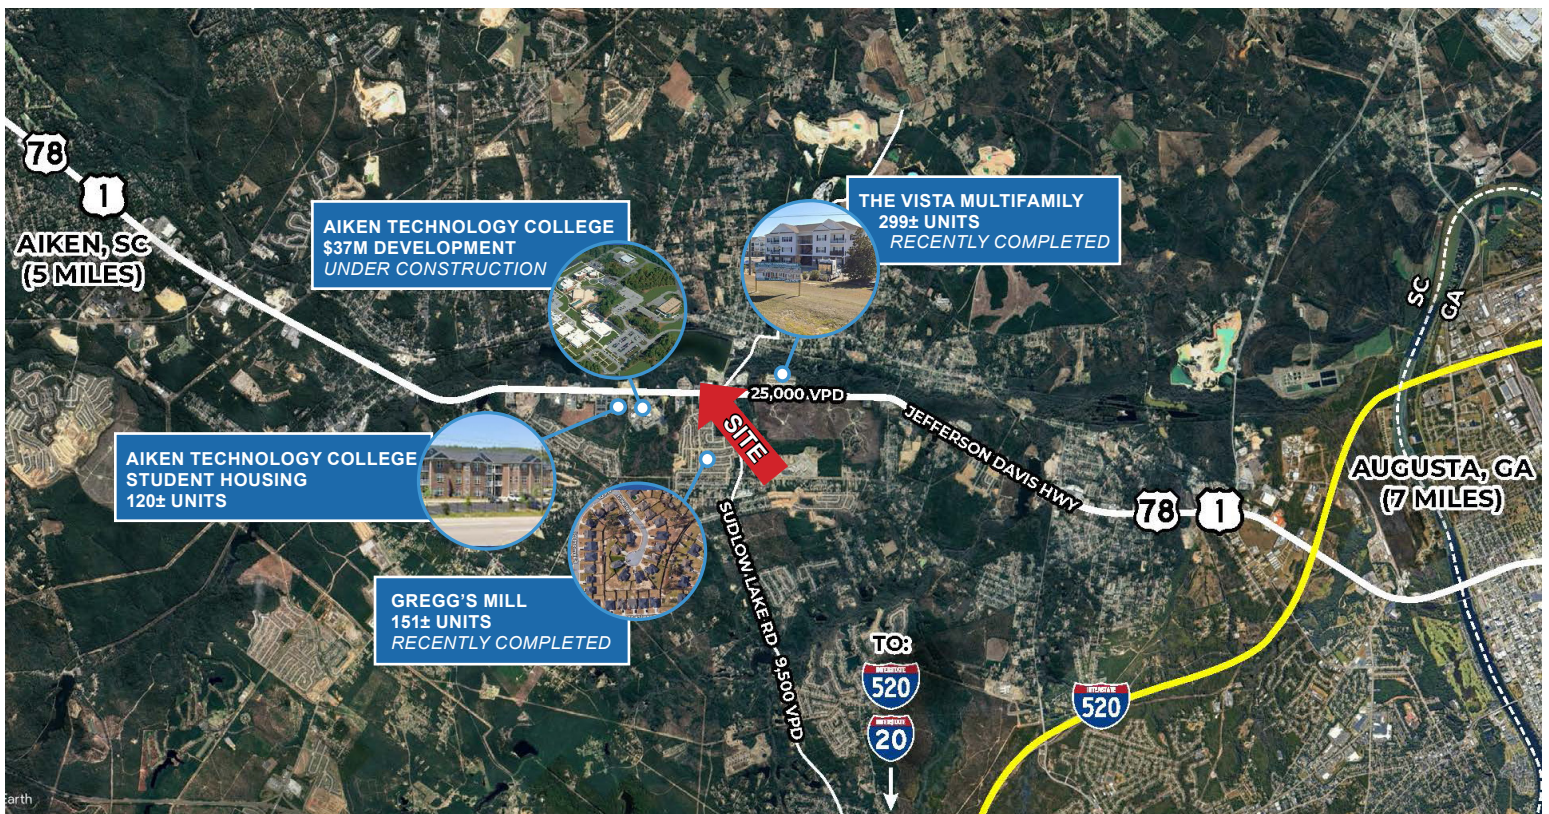 78
1
AIKEN, SC
(5 MILES)
AIKEN TECHNOLOGY COLLEGE
$37M DEVELOPMENT
UNDER CONSTRUCTION
THE VISTA MULTIFAMILY
299± UNITS
RECENTLY COMPLETED
SC
GA
25,000 VPD
JEFFERSON DAVIS HWY
SITE
AIKEN TECHNOLOGY COLLEGE
STUDENT HOUSING
120± UNITS
AUGUSTA, GA
(7 MILES)
78
1
SUDLOW LAKE RD - 9,500 VPD
GREGG'S MILL
151± UNITS
RECENTLY COMPLETED
TO:
INTERSTATE
520
INTERSTATE
20
INTERSTATE
520
Earth